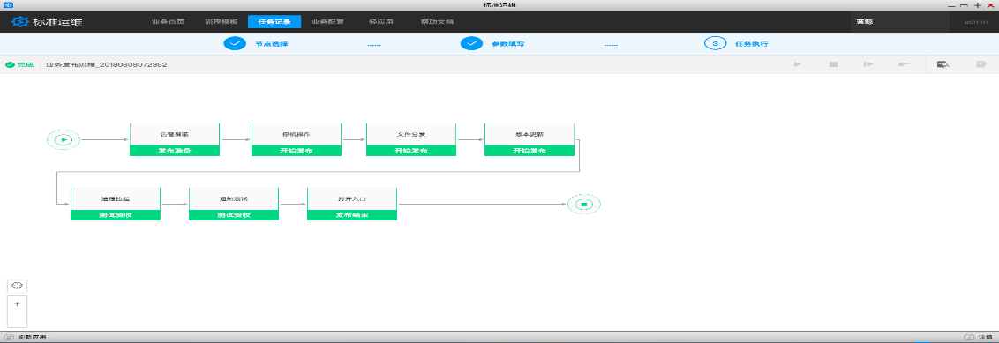 标准运维
标准运维 业务首页 流程模板 任务记录 业务配置 轻应用 帮助文档 蓝鲸 admin
节点选择 ...... 参数填写 ...... 3 任务执行
完成 业务发布流程_20180808072352
告警屏蔽 停机操作 文件分发 版本更新
发布准备 开始发布 开始发布 开始发布
进程拉起 通知测试 打开入口
测试验收 测试验收 发布结束
+
刷新应用 详情